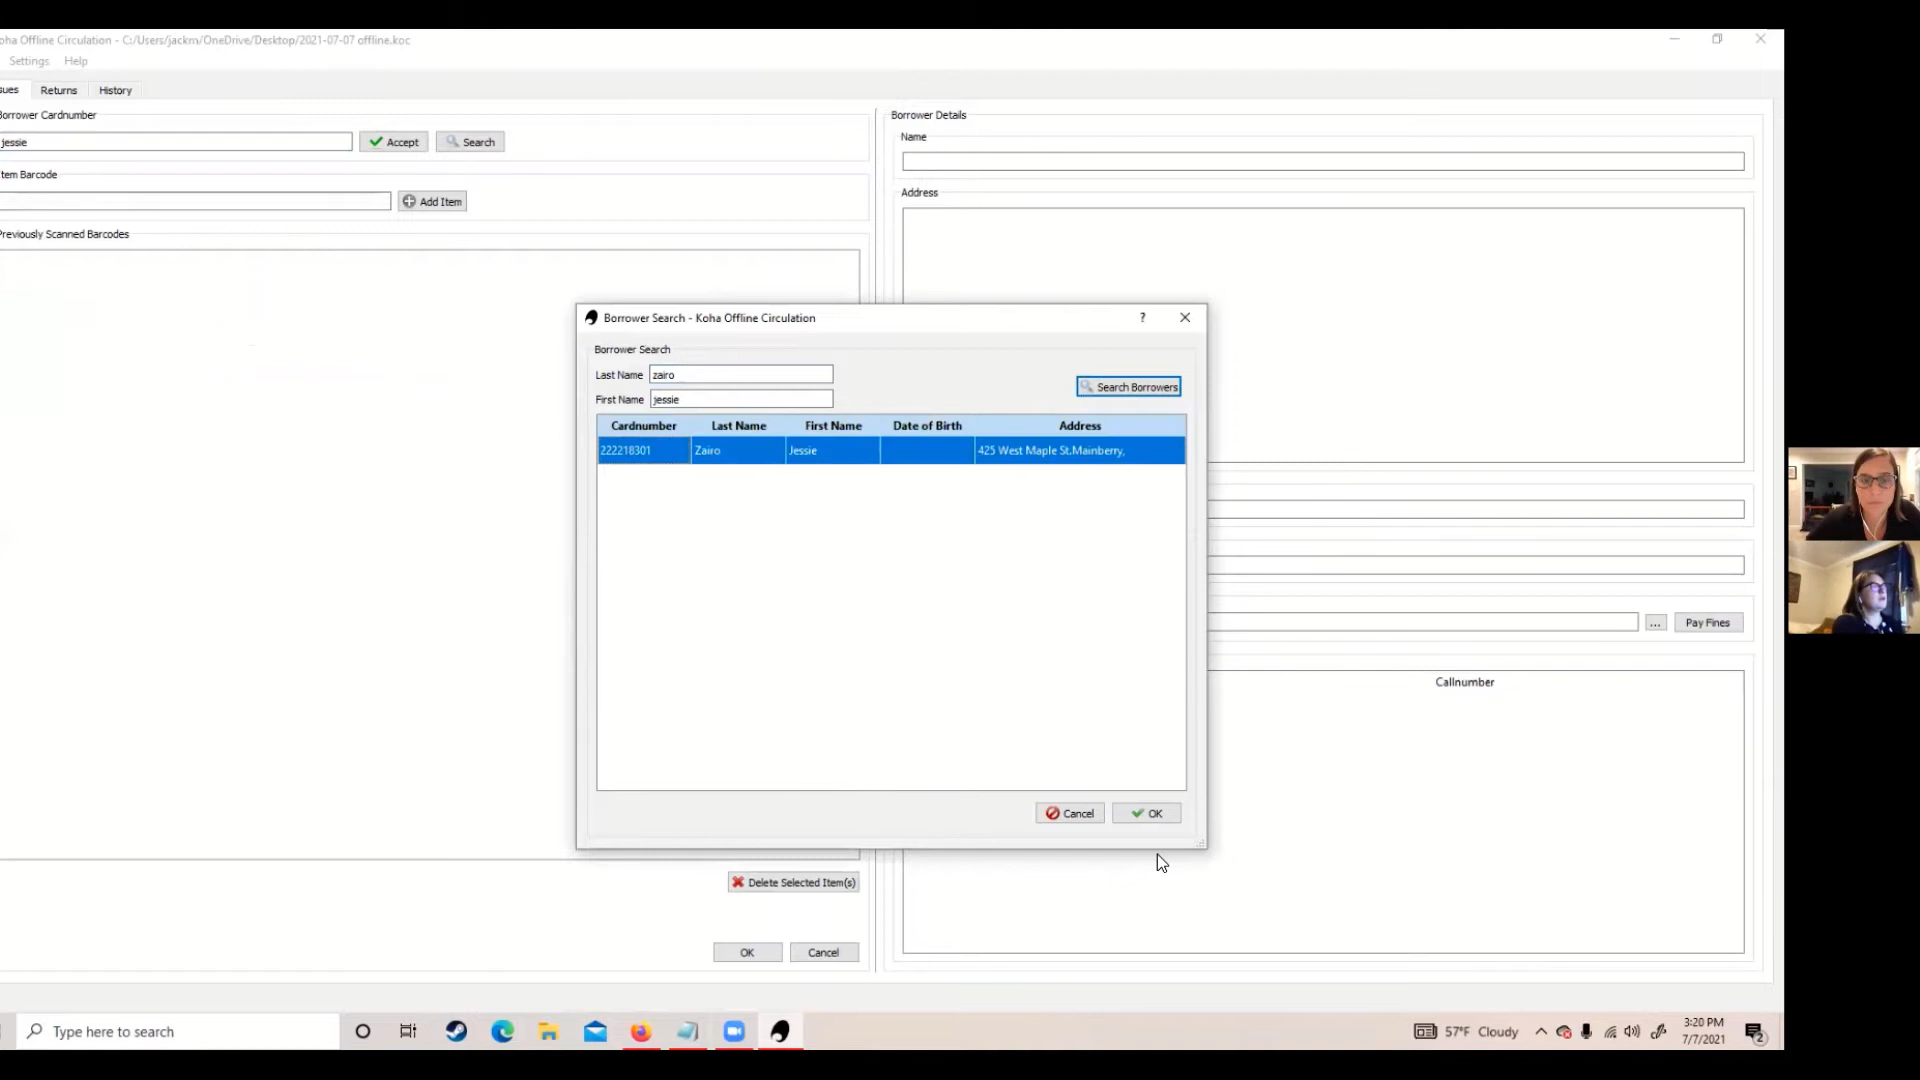 oha Offline Circulation - C:/Users/jackm/OneDrive/Desktop/2021-07-07 offline.koc
Settings Help
sues Returns History
Borrower Cardnumber
jessie Accept Search
tem Barcode
Add Item
Previously Scanned Barcodes
Delete Selected Item(s)
OK Cancel
Borrower Details
Name
Address
... Pay Fines
Callnumber
Borrower Search - Koha Offline Circulation ?
Borrower Search
Last Name zairo
Search Borrowers
First Name jessie
Cardnumber Last Name First Name Date of Birth Address
222218301 Zairo Jessie 425 West Maple St.Mainberry,
Cancel OK
Type here to search
57°F Cloudy
3:20 PM
7/7/2021
2